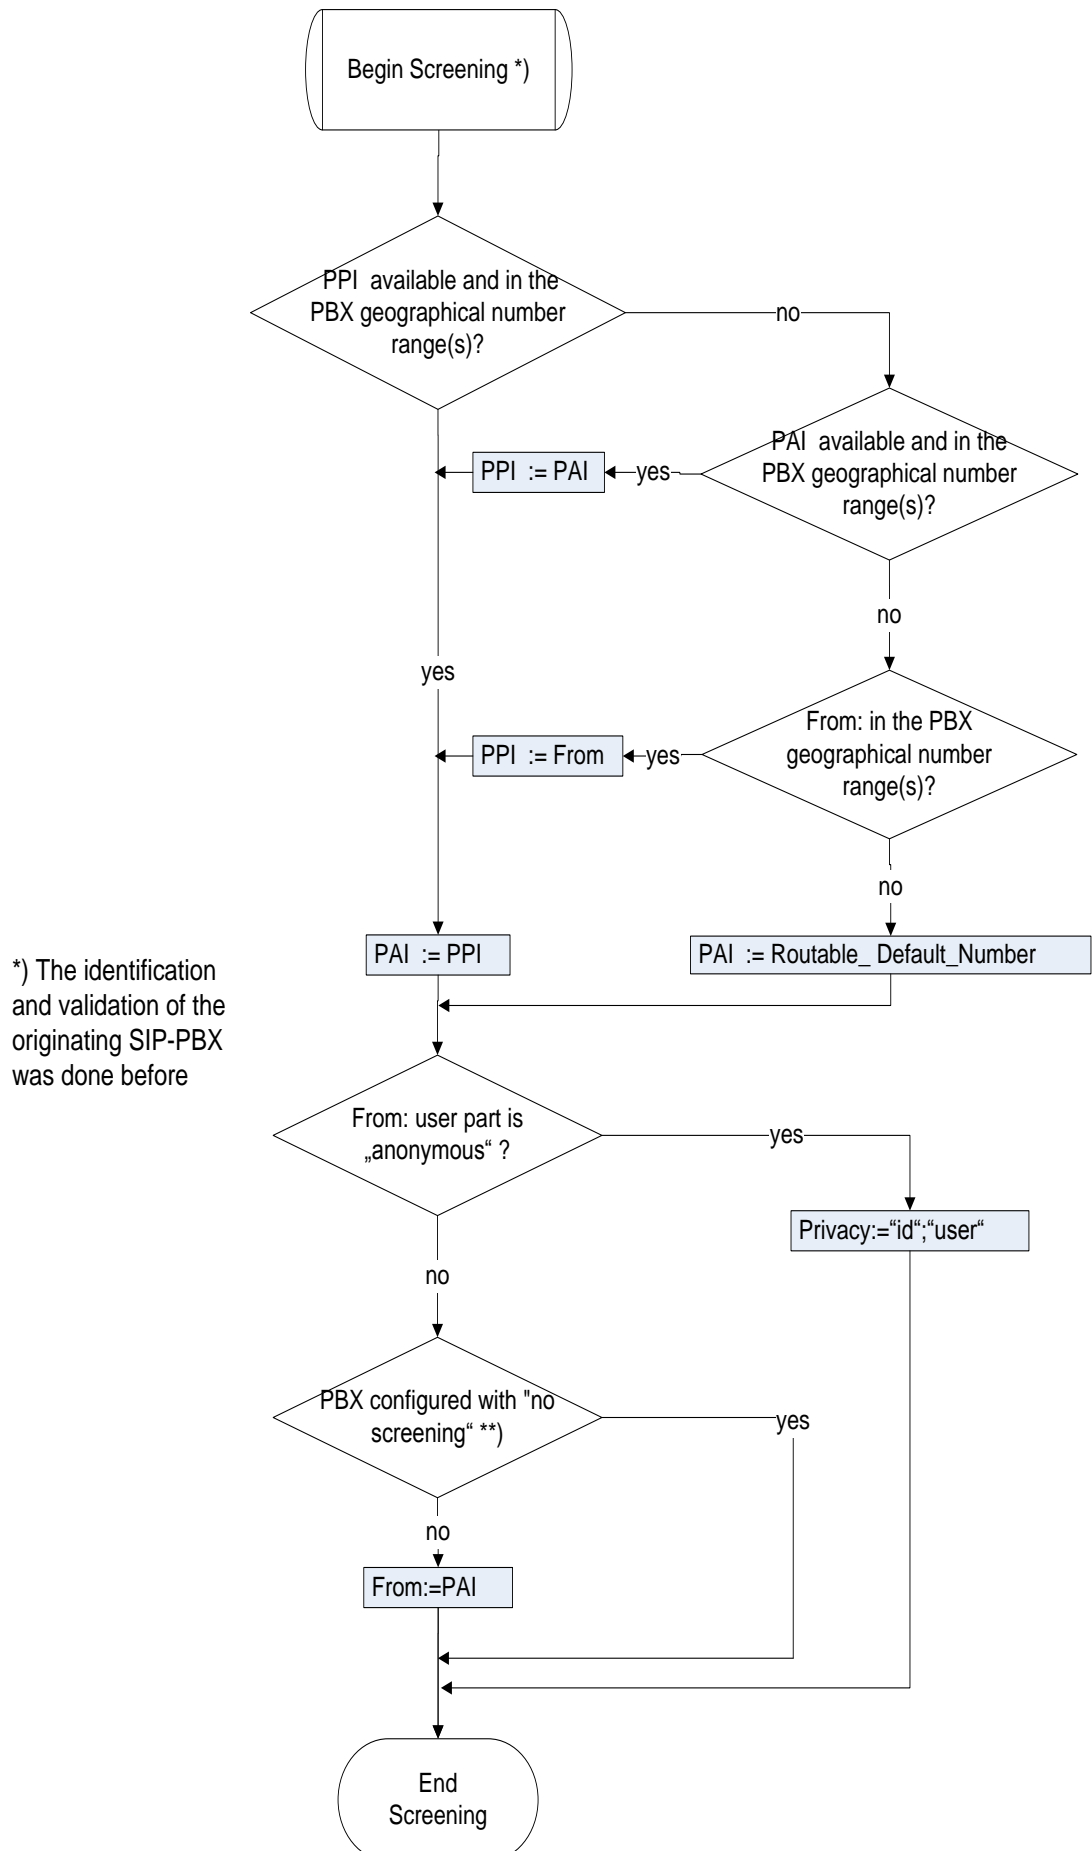 Begin Screening *)
PPI available and in the
PBX geographical number
range(s)?
no
PAI available and in the
PBX geographical number
range(s)?
yes
PPI := PAI
no
yes
From: in the PBX
geographical number
range(s)?
yes
PPI := From
no
PAI := PPI
PAI := Routable_ Default_Number
*) The identification
and validation of the
originating SIP-PBX
was done before
From: user part is
„anonymous“ ?
yes
Privacy:=“id“;“user“
no
PBX configured with "no
screening“ **)
yes
no
From:=PAI
End
Screening